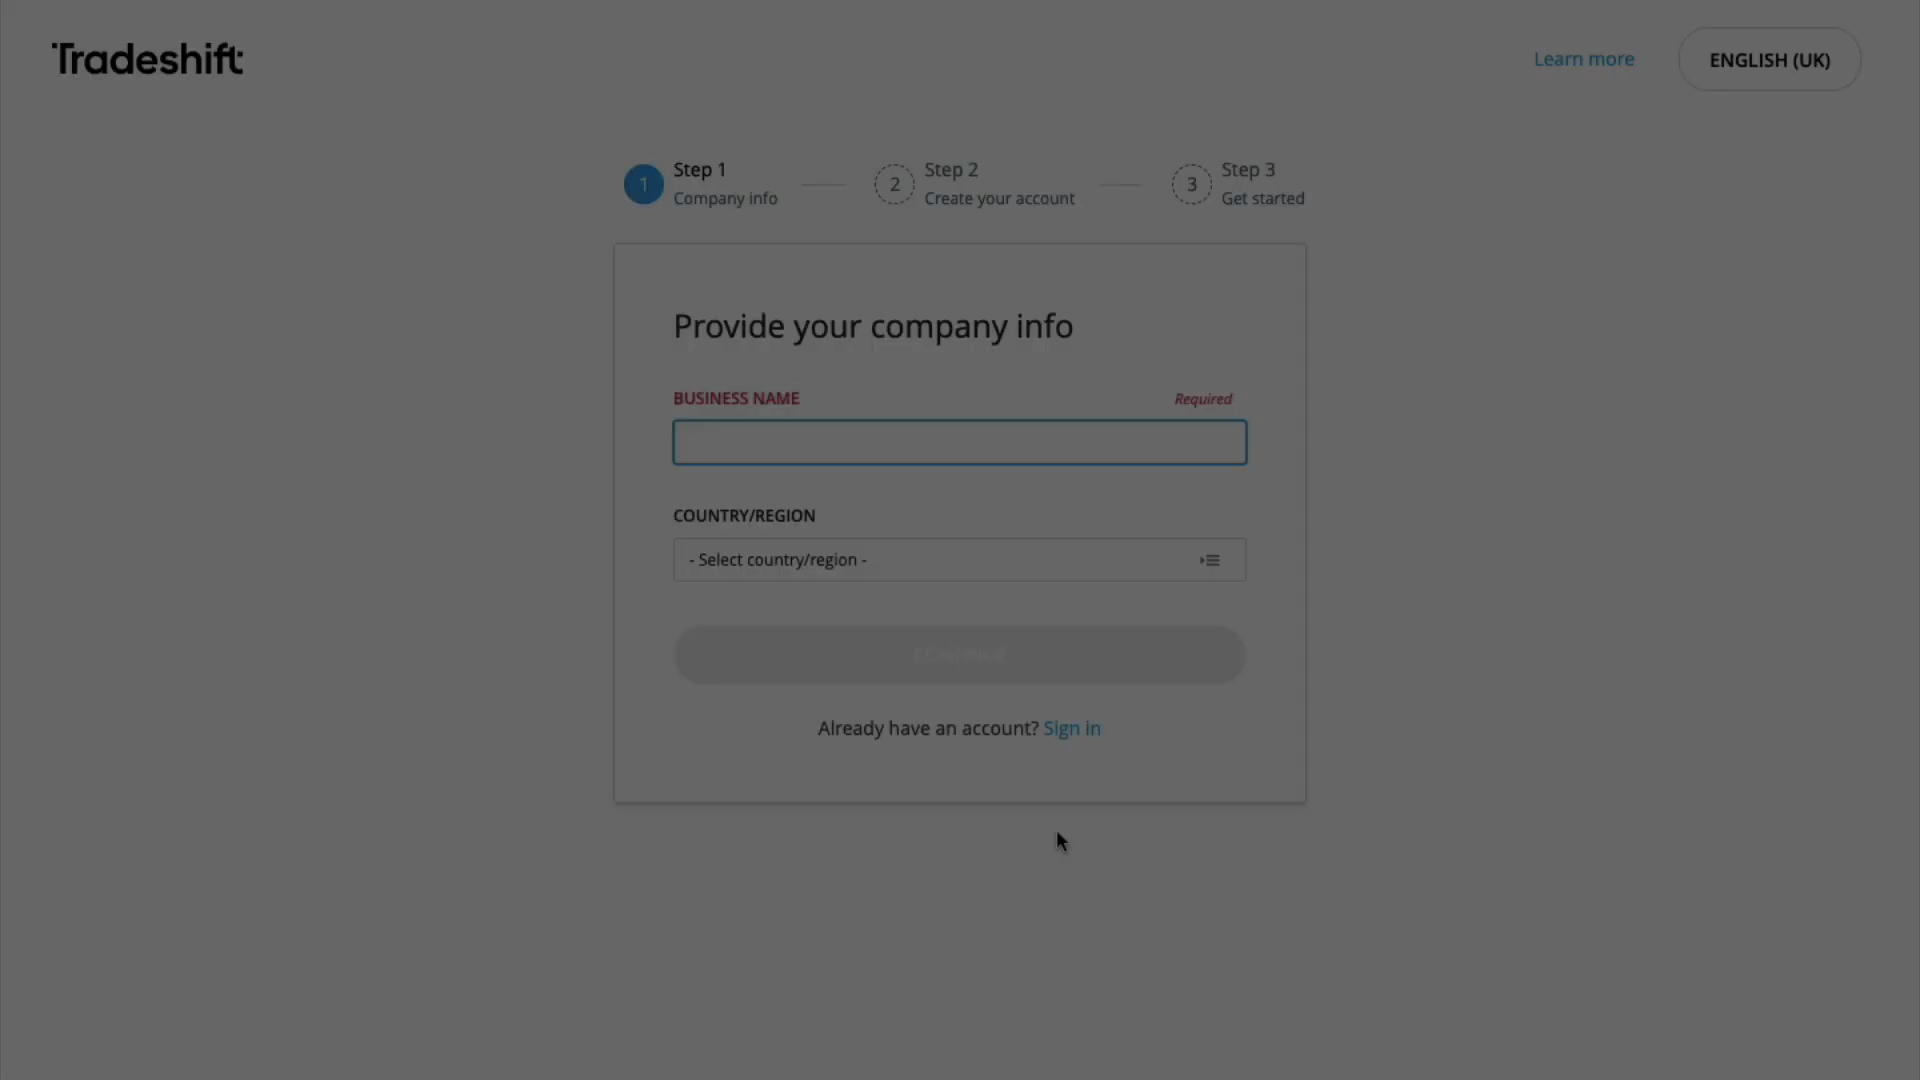 Tradeshift
Learn more
ENGLISH (UK)
1
Step 1
Company info
2
Step 2
Create your account
3
Step 3
Get started
Provide your company info
BUSINESS NAME
Required
COUNTRY/REGION
- Select country/region -
Already have an account? Sign in